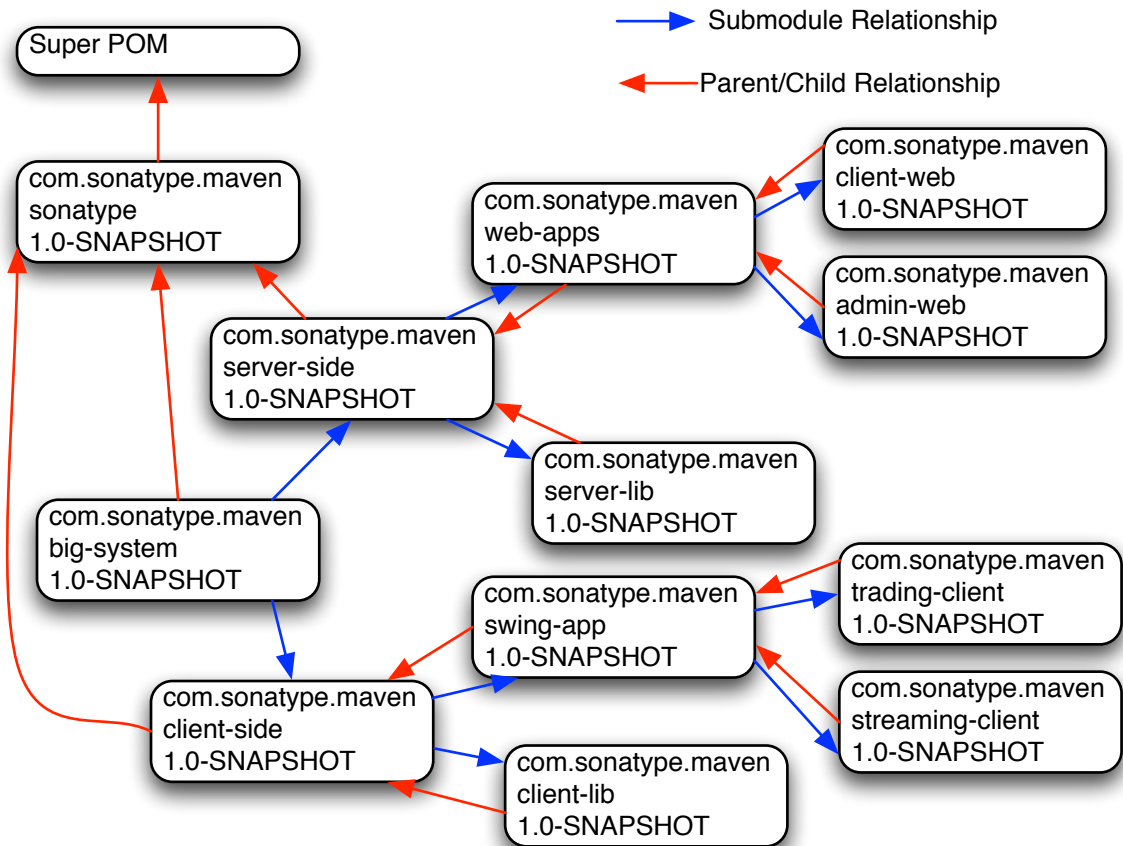 Submodule Relationship
Parent/Child Relationship
Super POM
com.sonatype.maven
sonatype
1.0-SNAPSHOT
com.sonatype.maven
web-apps
1.0-SNAPSHOT
com.sonatype.maven
client-web
1.0-SNAPSHOT
com.sonatype.maven
admin-web
1.0-SNAPSHOT
com.sonatype.maven
server-side
1.0-SNAPSHOT
com.sonatype.maven
server-lib
1.0-SNAPSHOT
com.sonatype.maven
big-system
1.0-SNAPSHOT
com.sonatype.maven
swing-app
1.0-SNAPSHOT
com.sonatype.maven
trading-client
1.0-SNAPSHOT
com.sonatype.maven
streaming-client
1.0-SNAPSHOT
com.sonatype.maven
client-side
1.0-SNAPSHOT
com.sonatype.maven
client-lib
1.0-SNAPSHOT